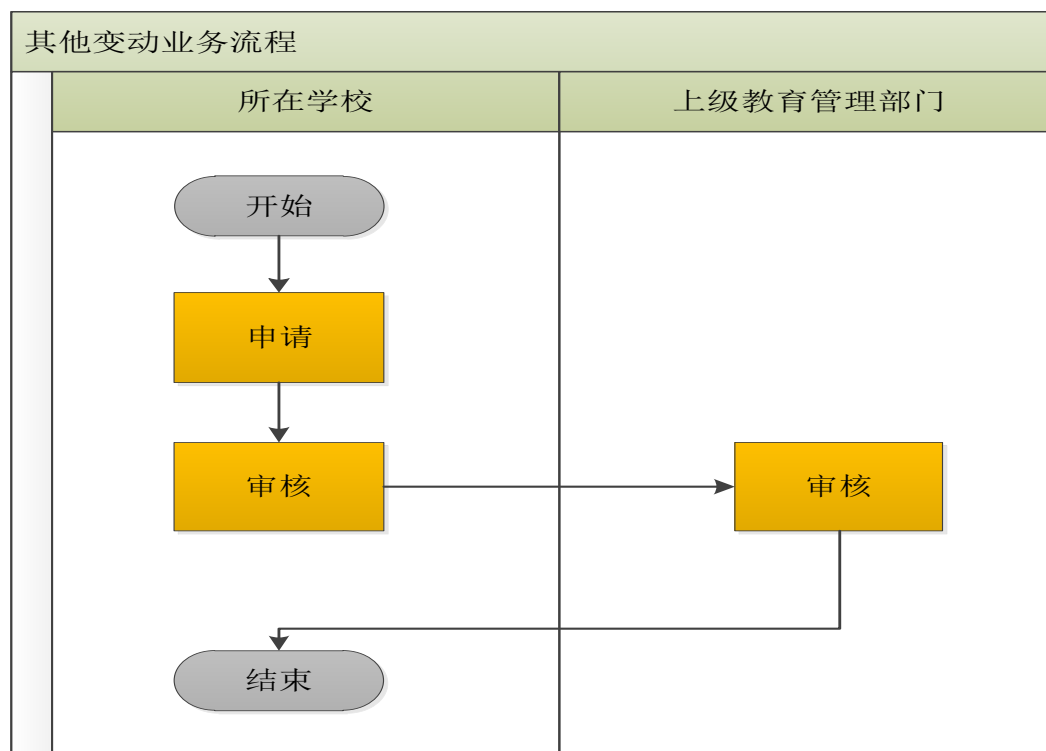 其他变动业务流程
所在学校
上级教育管理部门
开始
申请
审核
审核
结束